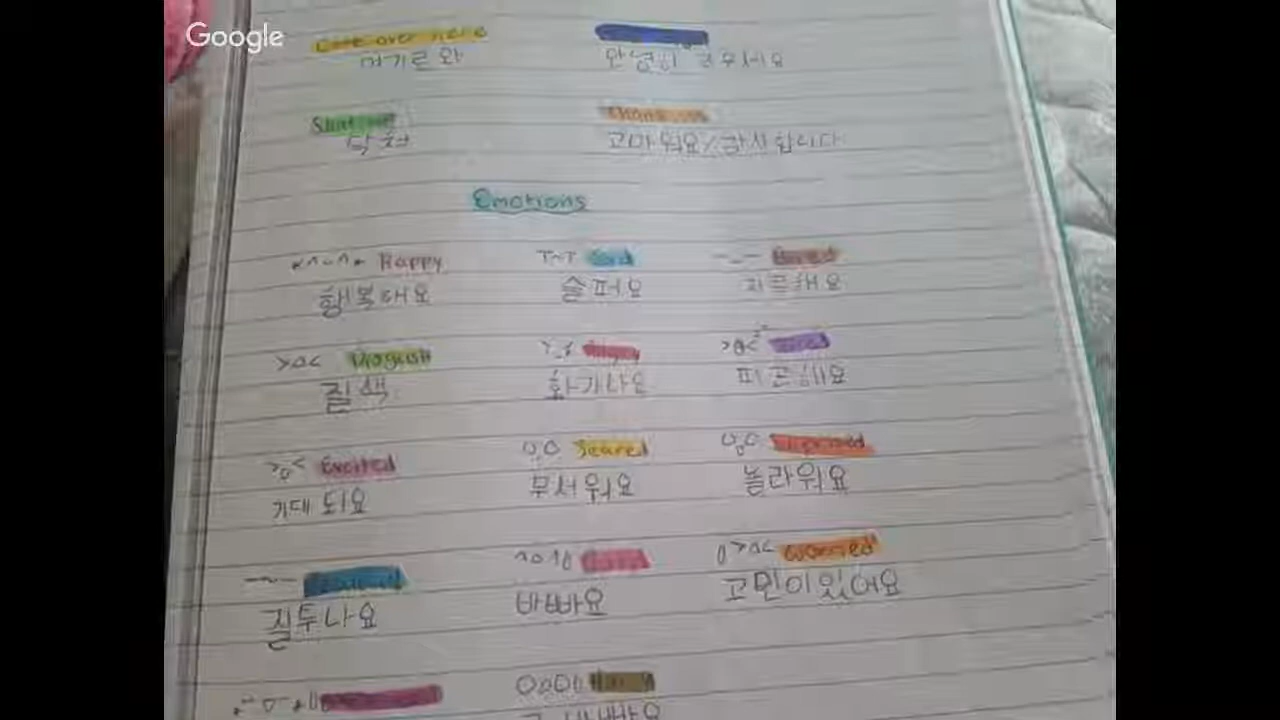 Google
Come over here
여기로 와
안녕히 주무세요
Shut up
닥쳐
고마워요/감사합니다
Emotions
Happy Sad Bored
행복해요 슬퍼요 지루해요
Angry Tired
질색 화가나요 피곤해요
Excited Scared Surprised
기대 되요 무서워요 놀라워요
Worried
질투나요 바빠요 고민이있어요